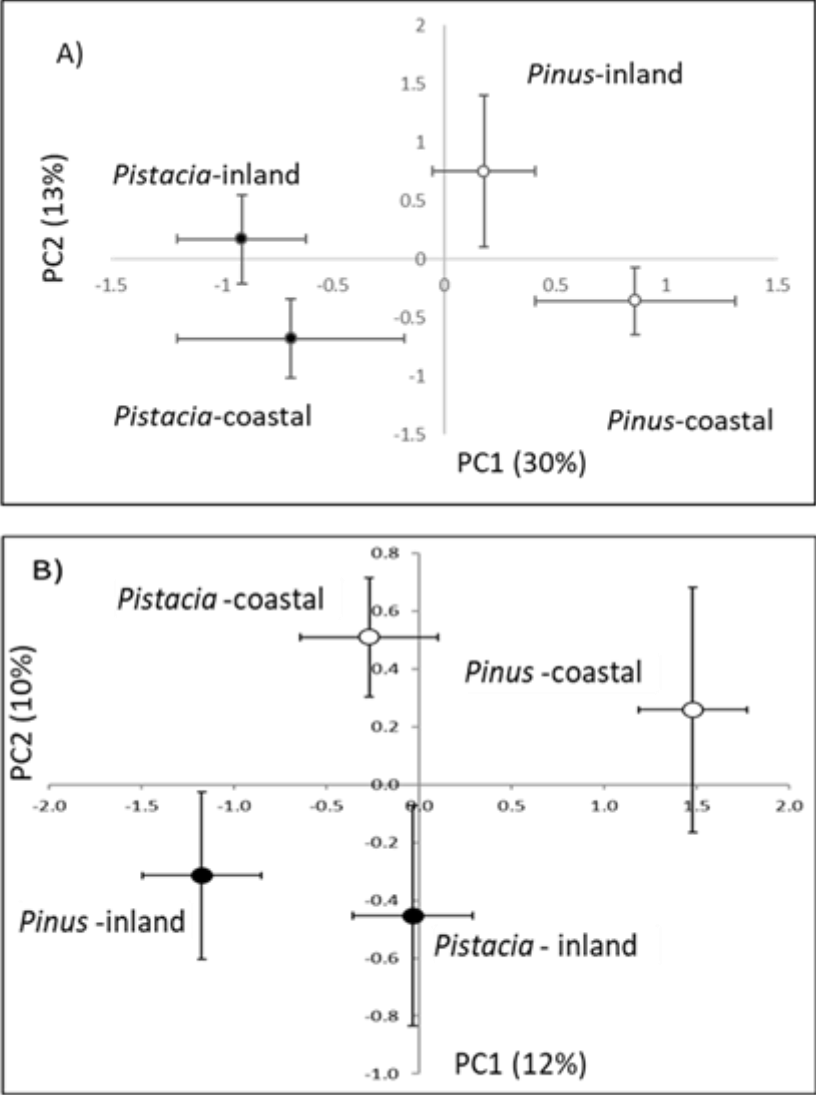 A)
2
Pinus-inland
1.5
1
Pistacia-inland
0.5
PC2 (13%)
0
-1.5 -1 -0.5 0 0.5 1 1.5
-0.5
-1
Pistacia-coastal
Pinus-coastal
-1.5
PC1 (30%)
B)
0.8
Pistacia -coastal
0.6
Pinus -coastal
0.4
PC2 (10%)
0.2
0.0
-2.0 -1.5 -1.0 -0.5 0.0 0.5 1.0 1.5 2.0
-0.2
-0.4
Pinus -inland
Pistacia - inland
-0.6
-0.8
PC1 (12%)
-1.0